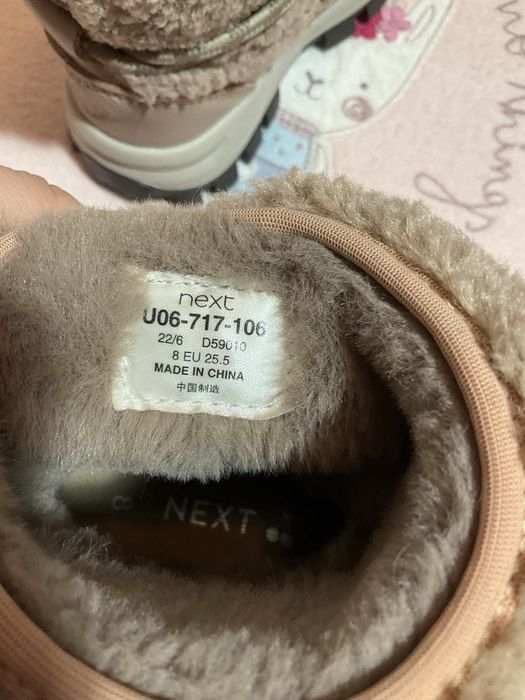 next
U06-717-106
22/6 D59010
8 EU 25.5
MADE IN CHINA
中国制造
8 NEXT